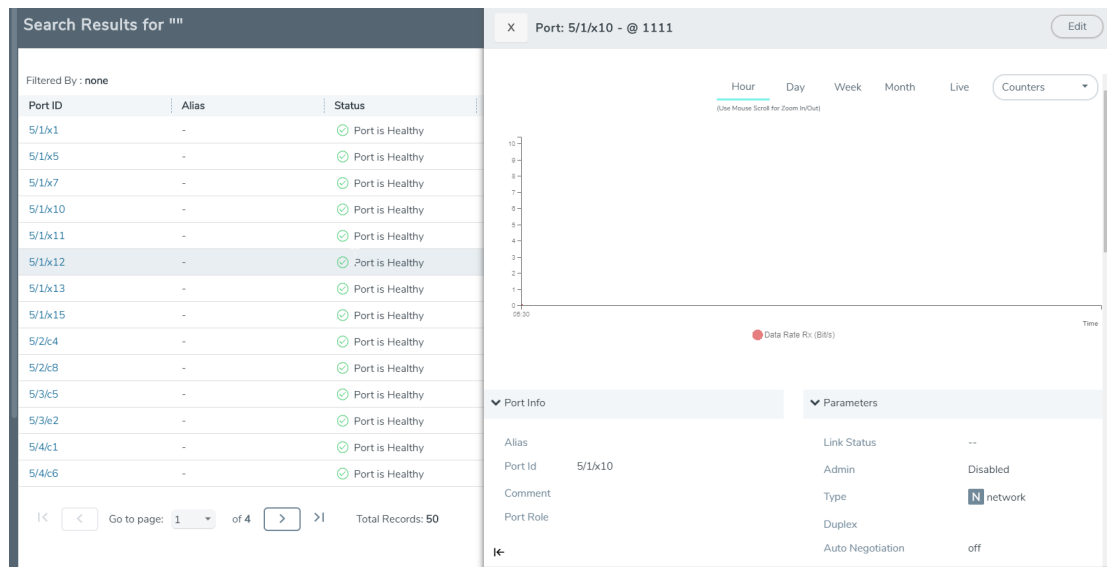 Search Results for ""
Filtered By : none
Port ID Alias Status
5/1/x1 - Port is Healthy
5/1/x5 - Port is Healthy
5/1/x7 - Port is Healthy
5/1/x10 - Port is Healthy
5/1/x11 - Port is Healthy
5/1/x12 - Port is Healthy
5/1/x13 - Port is Healthy
5/1/x15 - Port is Healthy
5/2/c4 - Port is Healthy
5/2/c8 - Port is Healthy
5/3/c5 - Port is Healthy
5/3/e2 - Port is Healthy
5/4/c1 - Port is Healthy
5/4/c6 - Port is Healthy
Go to page: 1 of 4 Total Records: 50
X Port: 5/1/x10 - @ 1111 Edit
Hour Day Week Month Live Counters
(Use Mouse Scroll for Zoom In/Out)
10
9
8
7
6
5
4
3
2
1
0
05:30
Time
Data Rate Rx (Bit/s)
Port Info
Alias
Port Id 5/1/x10
Comment
Port Role
Parameters
Link Status --
Admin Disabled
Type N network
Duplex
Auto Negotiation off